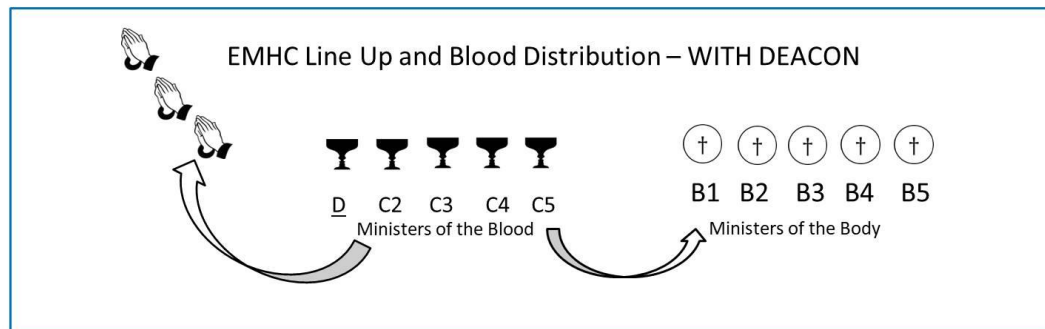 EMHC Line Up and Blood Distribution – WITH DEACON
D C2 C3 C4 C5
Ministers of the Blood
B1 B2 B3 B4 B5
Ministers of the Body